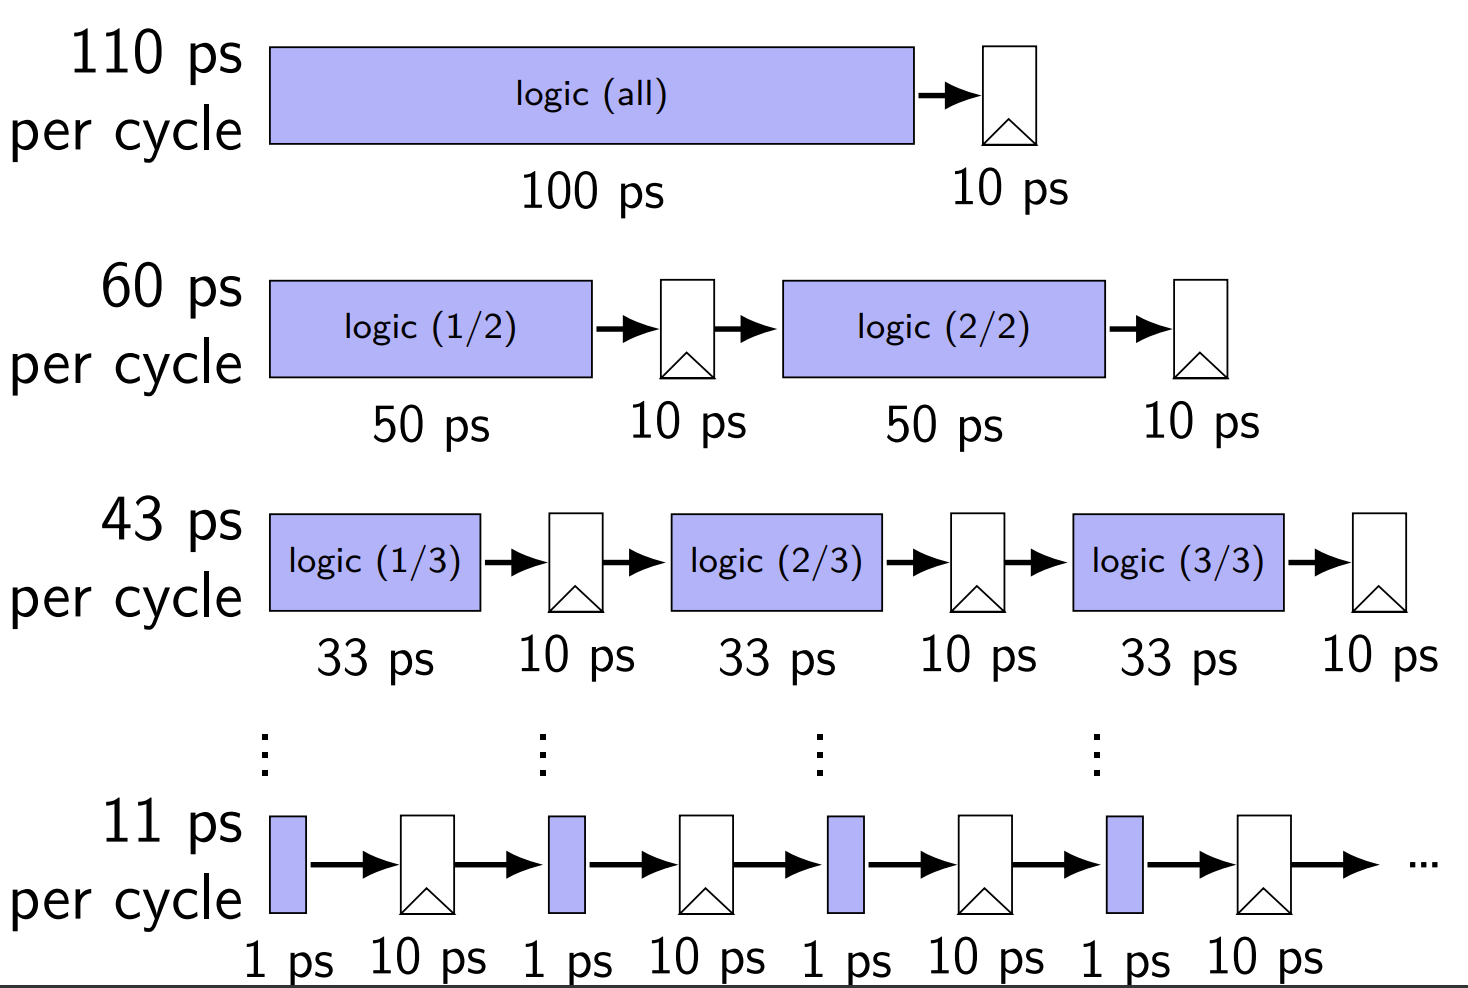 110 ps
per cycle
logic (all)
100 ps
10 ps
60 ps
per cycle
logic (1/2)
logic (2/2)
50 ps
10 ps
50 ps
10 ps
43 ps
per cycle
logic (1/3)
logic (2/3)
logic (3/3)
33 ps
10 ps
33 ps
10 ps
33 ps
10 ps
11 ps
per cycle
...
1 ps
10 ps
1 ps
10 ps
1 ps
10 ps
1 ps
10 ps